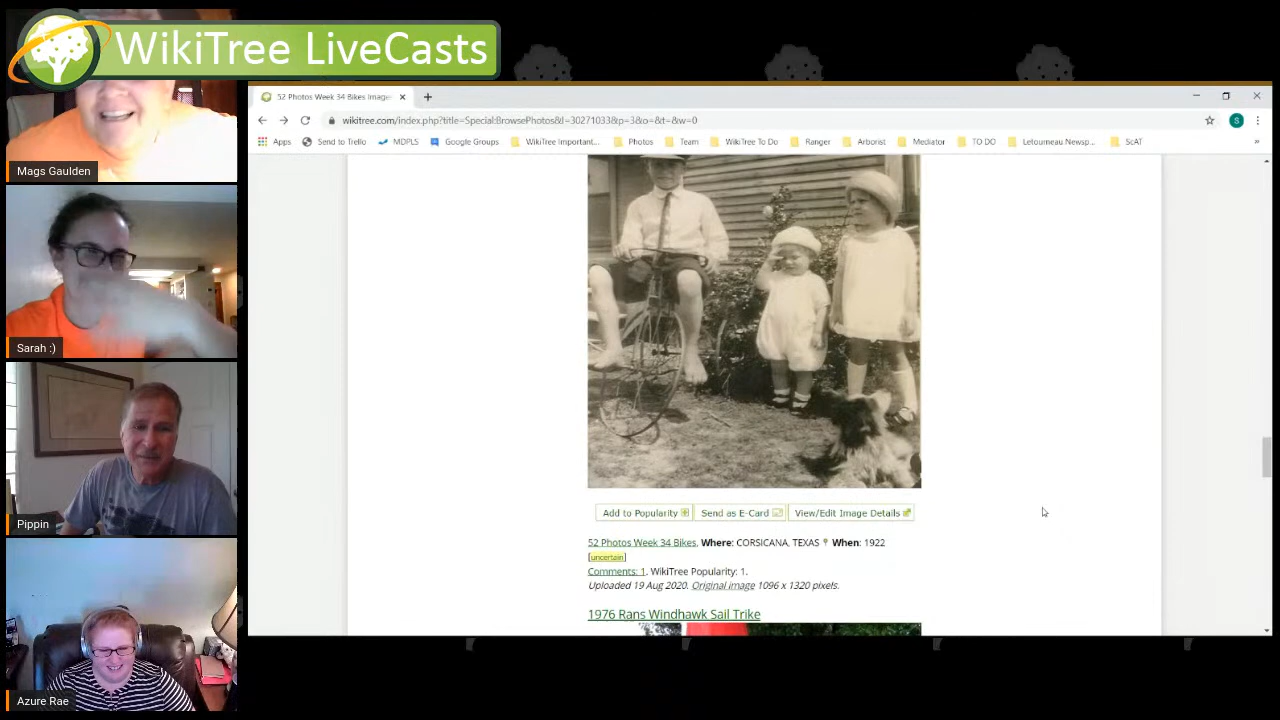 WikiTree LiveCasts
Mags Gaulden
Sarah :)
Pippin
Azure Rae
52 Photos Week 34 Bikes Image
wikitree.com/index.php?title=Special:BrowsePhotos&l=30271033&p=3&o=&t=&w=0
Apps Send to Trello MDPLS Google Groups WikiTree Important... Photos Team WikiTree To Do Ranger Arborist Mediator TO DO Letourneau Newsp... ScAT »
S
Add to Popularity Send as E-Card View/Edit Image Details
52 Photos Week 34 Bikes. Where: CORSICANA, TEXAS When: 1922
[uncertain]
Comments: 1. WikiTree Popularity: 1.
Uploaded 19 Aug 2020. Original image 1096 x 1320 pixels.
1976 Rans Windhawk Sail Trike